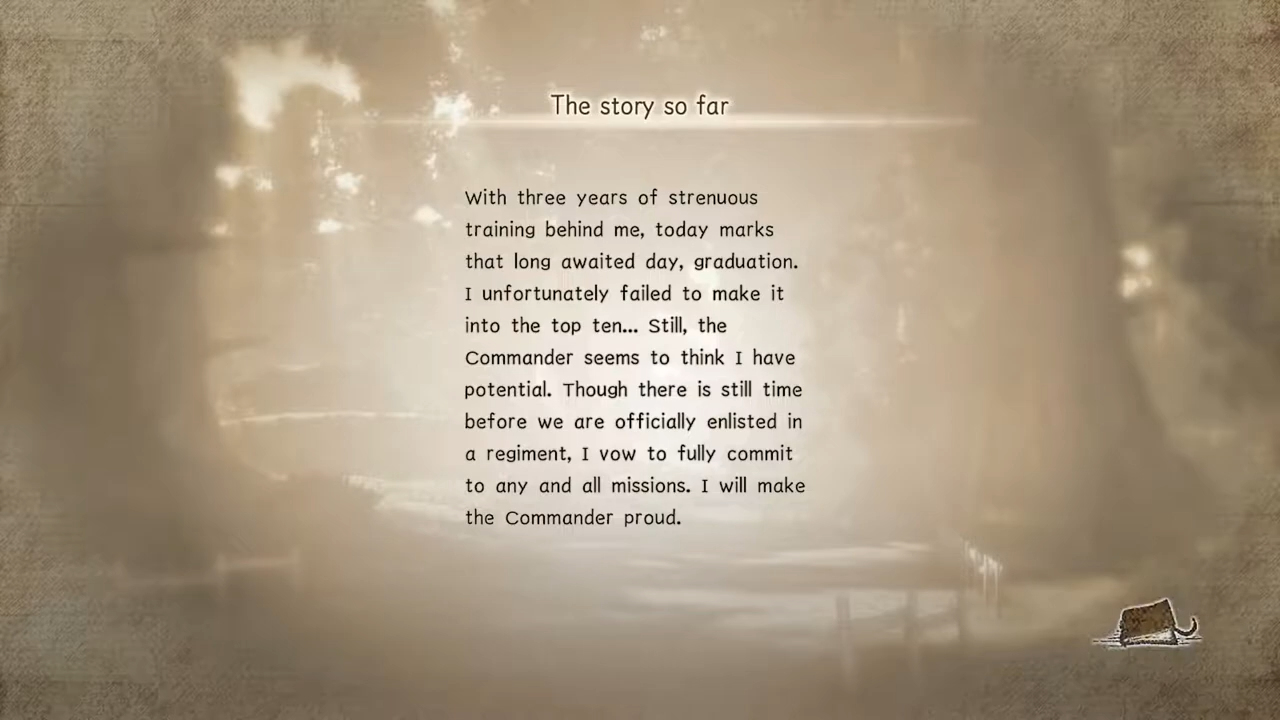 The story so far
With three years of strenuous
training behind me, today marks
that long awaited day, graduation.
I unfortunately failed to make it
into the top ten... Still, the
Commander seems to think I have
potential. Though there is still time
before we are officially enlisted in
a regiment, I vow to fully commit
to any and all missions. I will make
the Commander proud.